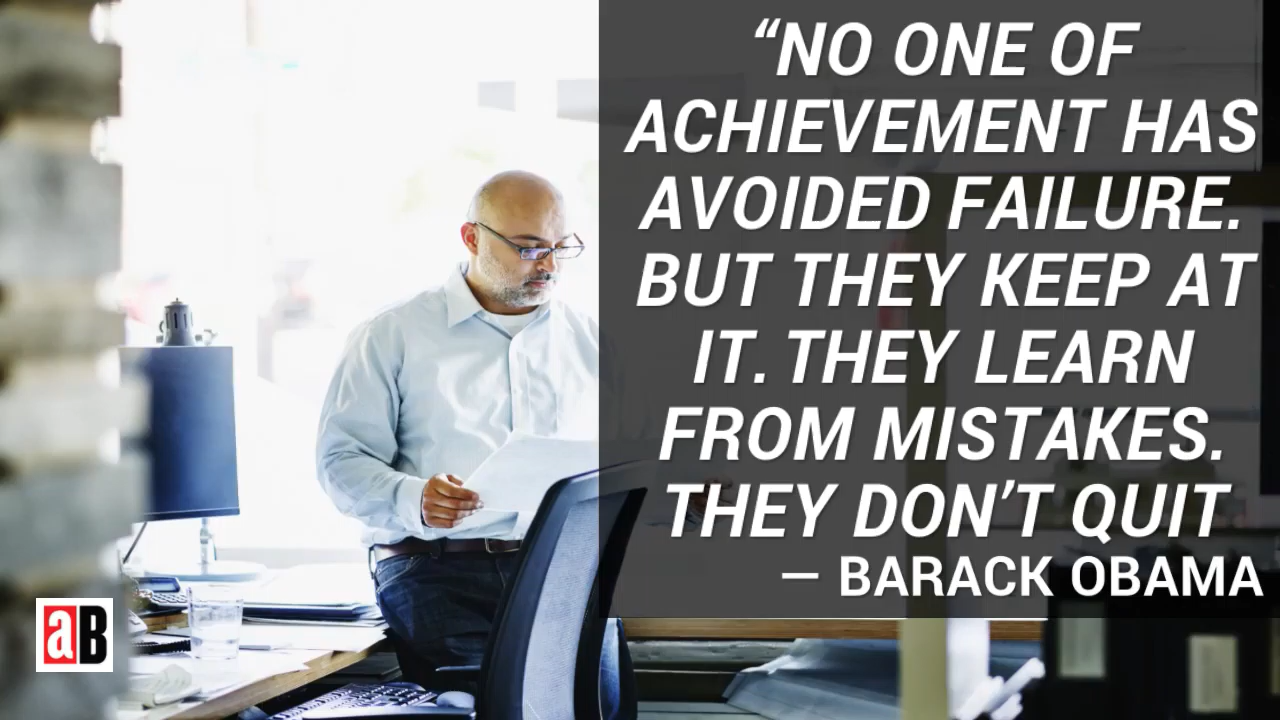 “NO ONE OF
ACHIEVEMENT HAS
AVOIDED FAILURE.
BUT THEY KEEP AT
IT. THEY LEARN
FROM MISTAKES.
THEY DON’T QUIT
— BARACK OBAMA
aB